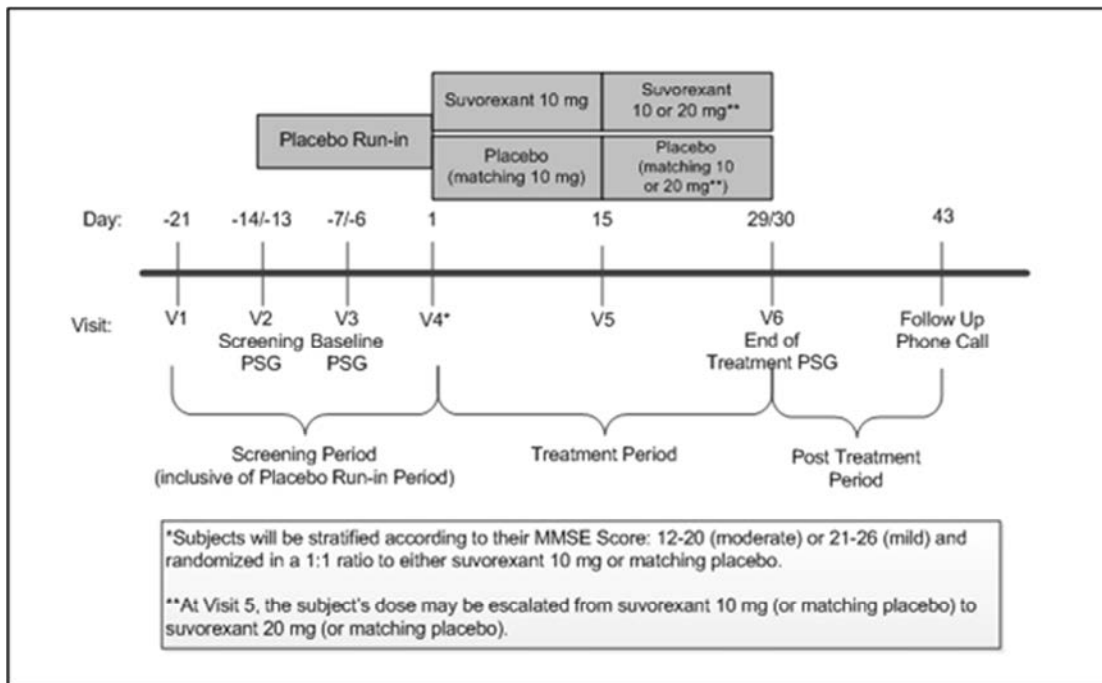 Suvorexant 10 mg
Suvorexant
10 or 20 mg**
Placebo Run-in
Placebo
(matching 10 mg)
Placebo
(matching 10
or 20 mg**)
Day: -21 -14/-13 -7/-6 1 15 29/30 43
Visit: V1 V2 V3 V4* V5 V6 Follow Up
Screening Baseline End of Phone Call
PSG PSG Treatment PSG
Screening Period Treatment Period Post Treatment
(inclusive of Placebo Run-in Period) Period
*Subjects will be stratified according to their MMSE Score: 12-20 (moderate) or 21-26 (mild) and
randomized in a 1:1 ratio to either suvorexant 10 mg or matching placebo.
**At Visit 5, the subject's dose may be escalated from suvorexant 10 mg (or matching placebo) to
suvorexant 20 mg (or matching placebo).